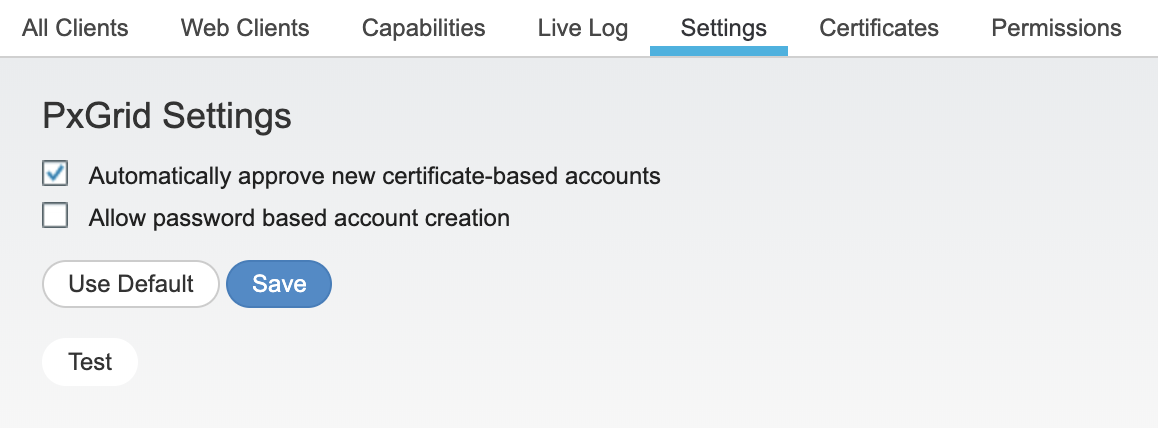 All Clients Web Clients Capabilities Live Log Settings Certificates Permissions
PxGrid Settings
Automatically approve new certificate-based accounts
Allow password based account creation
Use Default Save
Test